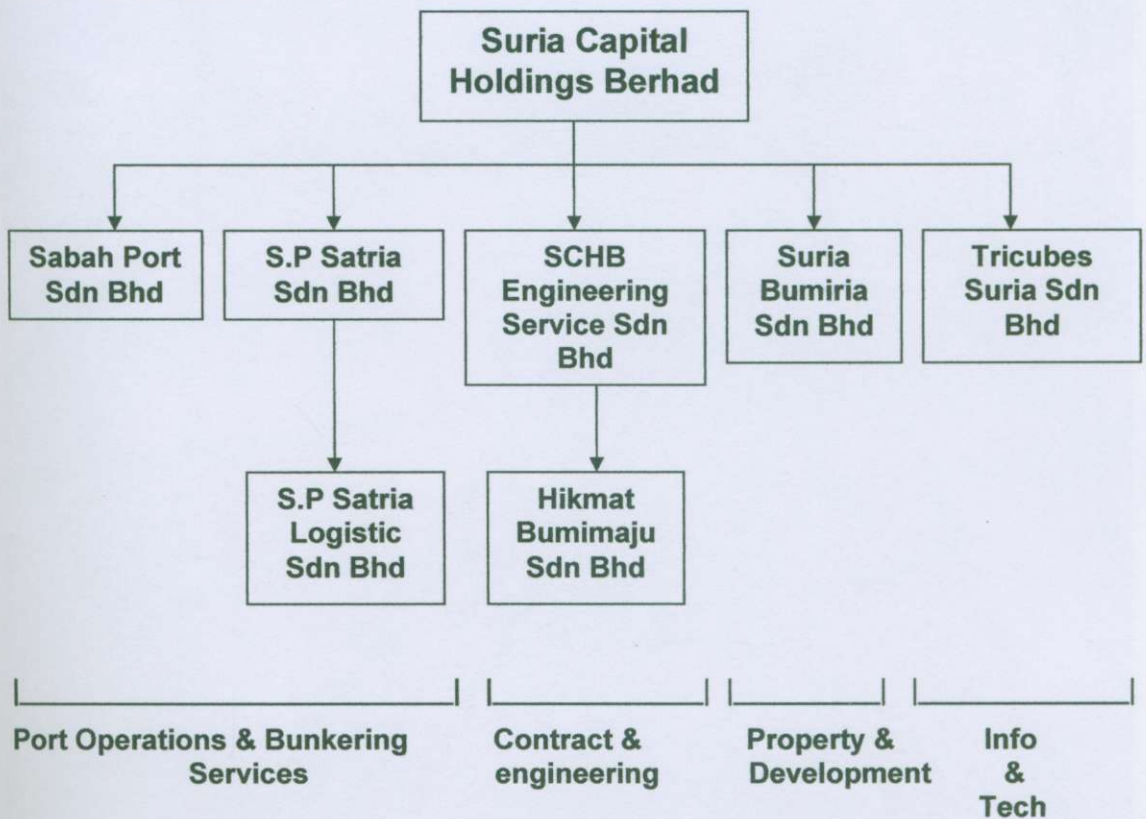 Suria Capital
Holdings Berhad
Sabah Port
Sdn Bhd
S.P Satria
Sdn Bhd
SCHB
Engineering
Service Sdn
Bhd
Suria
Bumiria
Sdn Bhd
Tricubes
Suria Sdn
Bhd
S.P Satria
Logistic
Sdn Bhd
Hikmat
Bumimaju
Sdn Bhd
Port Operations & Bunkering
Services
Contract &
engineering
Property &
Development
Info
&
Tech